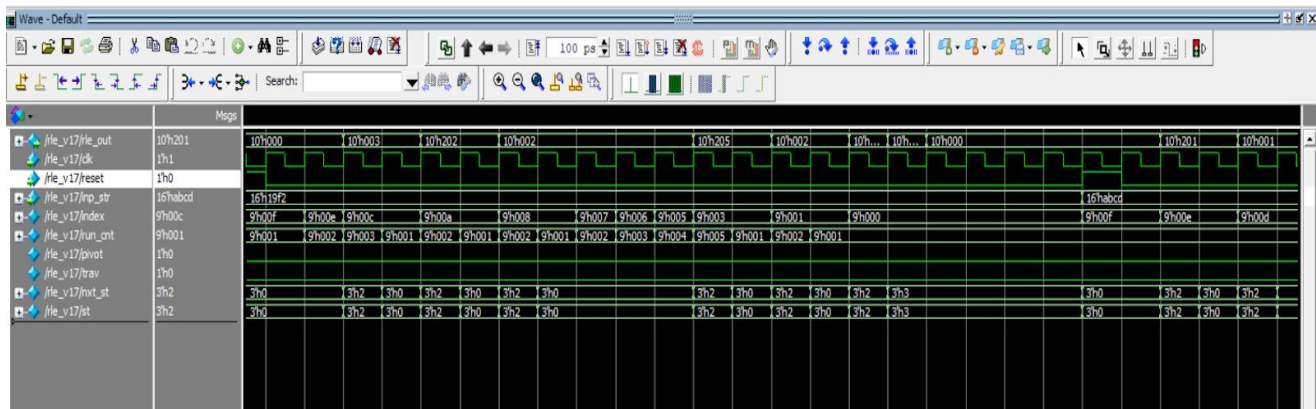 Wave - Default
100 ps
Search:
Msgs
/rle_v17/rle_out 10'h201 10'h000 10'h003 10'h202 10'h002 10'h205 10'h002 10'h... 10'h... 10'h000 10'h201 10'h001
/rle_v17/clk 1'h1
/rle_v17/reset 1'h0
/rle_v17/inp_str 16'habcd 16'h19f2 16'habcd
/rle_v17/index 9'h00c 9'h00f 9'h00e 9'h00c 9'h00a 9'h008 9'h007 9'h006 9'h005 9'h003 9'h001 9'h000 9'h00f 9'h00e 9'h00d
/rle_v17/run_cnt 9'h001 9'h001 9'h002 9'h003 9'h001 9'h002 9'h001 9'h002 9'h001 9'h002 9'h003 9'h004 9'h005 9'h001 9'h002 9'h001
/rle_v17/pivot 1'h0
/rle_v17/trav 1'h0
/rle_v17/nxt_st 3'h2 3'h0 3'h2 3'h0 3'h2 3'h0 3'h2 3'h0 3'h2 3'h0 3'h2 3'h0 3'h2 3'h3 3'h0 3'h2 3'h0 3'h2
/rle_v17/st 3'h2 3'h0 3'h2 3'h0 3'h2 3'h0 3'h2 3'h0 3'h2 3'h0 3'h2 3'h0 3'h2 3'h3 3'h0 3'h2 3'h0 3'h2